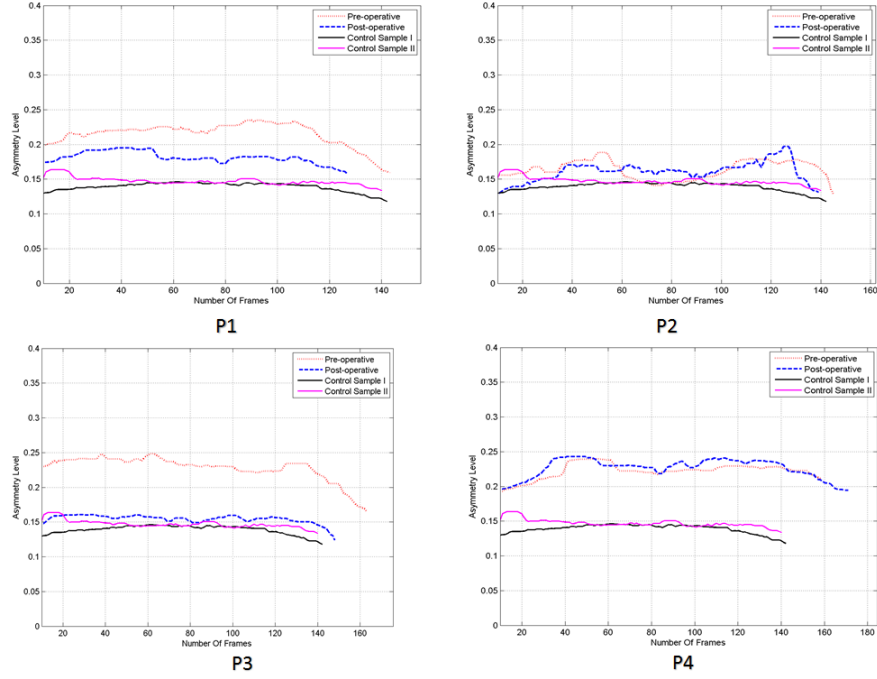 0.4
0.35
0.3
0.25
0.2
0.15
0.1
0.05
0
Asymmetry Level
Pre-operative
Post-operative
Control Sample I
Control Sample II
20 40 60 80 100 120 140
Number Of Frames
P1
0.4
0.35
0.3
0.25
0.2
0.15
0.1
0.05
0
Asymmetry Level
Pre-operative
Post-operative
Control Sample I
Control Sample II
20 40 60 80 100 120 140 160
Number Of Frames
P2
0.4
0.35
0.3
0.25
0.2
0.15
0.1
0.05
0
Asymmetry Level
Pre-operative
Post-operative
Control Sample I
Control Sample II
20 40 60 80 100 120 140 160
Number Of Frames
P3
0.4
0.35
0.3
0.25
0.2
0.15
0.1
0.05
0
Asymmetry Level
Pre-operative
Post-operative
Control Sample I
Control Sample II
20 40 60 80 100 120 140 160 180
Number Of Frames
P4